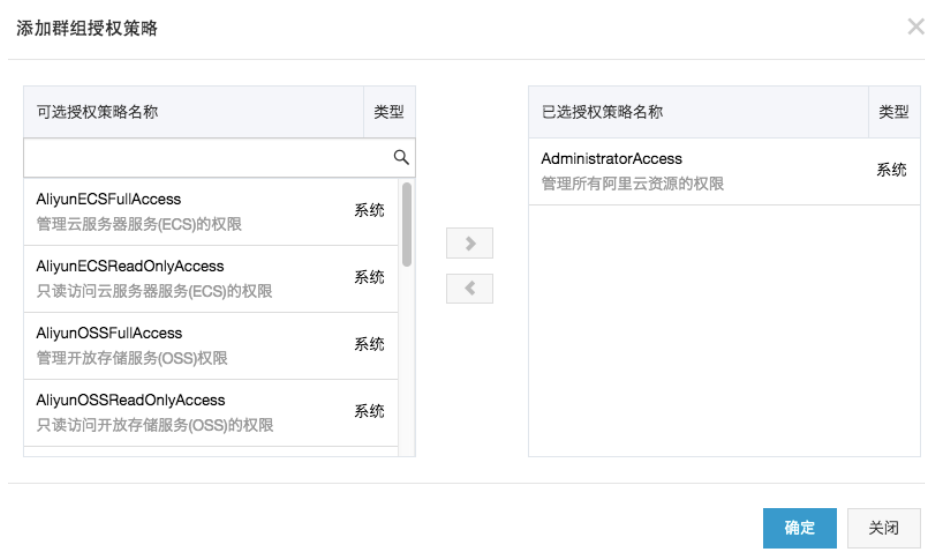 添加群组授权策略
可选授权策略名称 类型
AliyunECSFullAccess
管理云服务器服务(ECS)的权限
系统
AliyunECSReadOnlyAccess
只读访问云服务器服务(ECS)的权限
系统
AliyunOSSFullAccess
管理开放存储服务(OSS)权限
系统
AliyunOSSReadOnlyAccess
只读访问开放存储服务(OSS)的权限
系统
已选授权策略名称 类型
AdministratorAccess
管理所有阿里云资源的权限
系统
确定 关闭